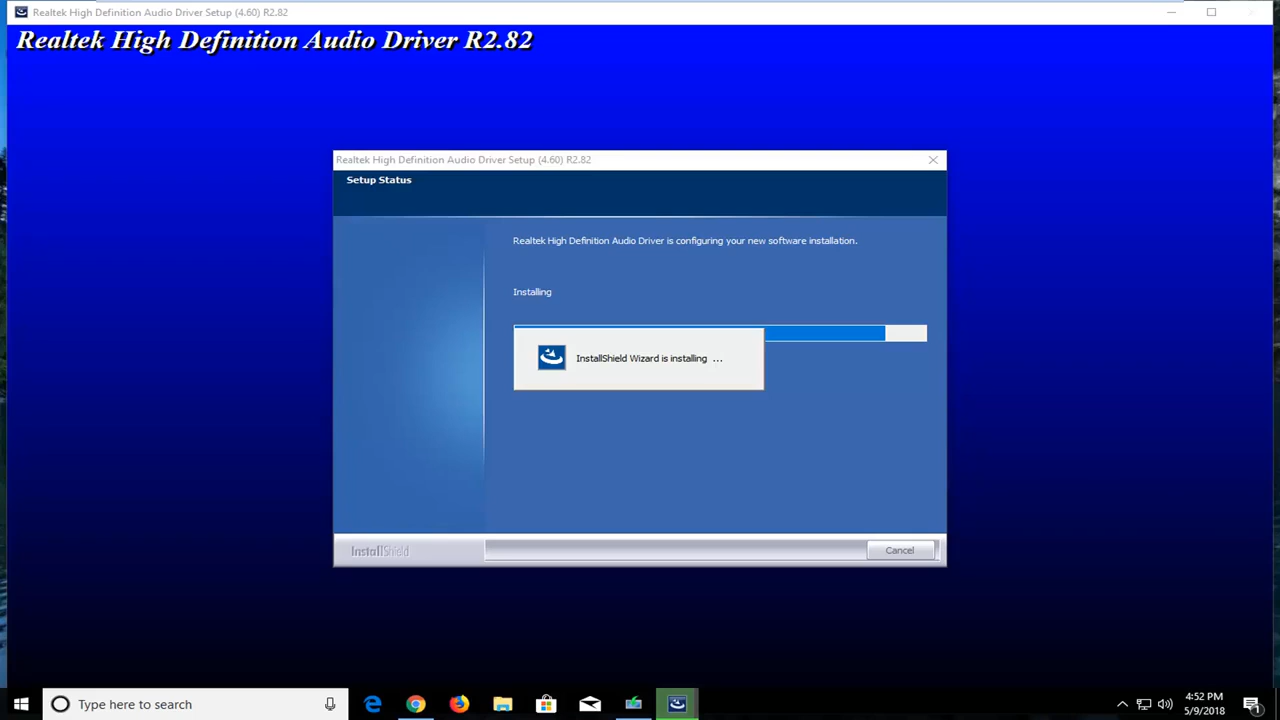 Realtek High Definition Audio Driver Setup (4.60) R2.82
Realtek High Definition Audio Driver R2.82
Realtek High Definition Audio Driver Setup (4.60) R2.82
Setup Status
Realtek High Definition Audio Driver is configuring your new software installation.
Installing
InstallShield Wizard is installing ...
InstallShield
Cancel
Type here to search
4:52 PM
5/9/2018
1